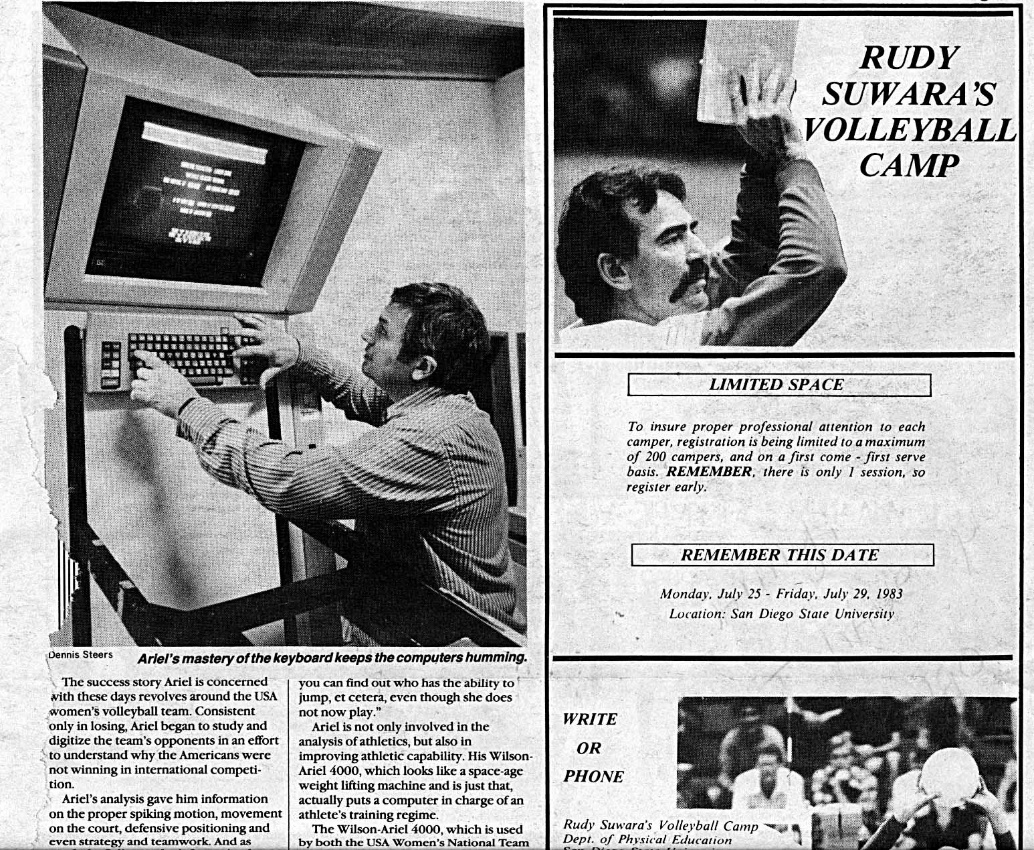 Dennis Steers
Ariel's mastery of the keyboard keeps the computers humming.
The success story Ariel is concerned
with these days revolves around the USA
women's volleyball team. Consistent
only in losing, Ariel began to study and
digitize the team's opponents in an effort
to understand why the Americans were
not winning in international competi-
tion.
Ariel's analysis gave him information
on the proper spiking motion, movement
on the court, defensive positioning and
even strategy and teamwork. And as
you can find out who has the ability to
jump, et cetera, even though she does
not now play."
Ariel is not only involved in the
analysis of athletics, but also in
improving athletic capability. His Wilson-
Ariel 4000, which looks like a space-age
weight lifting machine and is just that,
actually puts a computer in charge of an
athlete's training regime.
The Wilson-Ariel 4000, which is used
by both the USA Women's National Team
RUDY
SUWARA'S
VOLLEYBALL
CAMP
LIMITED SPACE
To insure proper professional attention to each
camper, registration is being limited to a maximum
of 200 campers, and on a first come - first serve
basis. REMEMBER, there is only 1 session, so
register early.
REMEMBER THIS DATE
Monday, July 25 - Friday, July 29, 1983
Location: San Diego State University
WRITE
OR
PHONE
Rudy Suwara's Volleyball Camp
Dept. of Physical Education